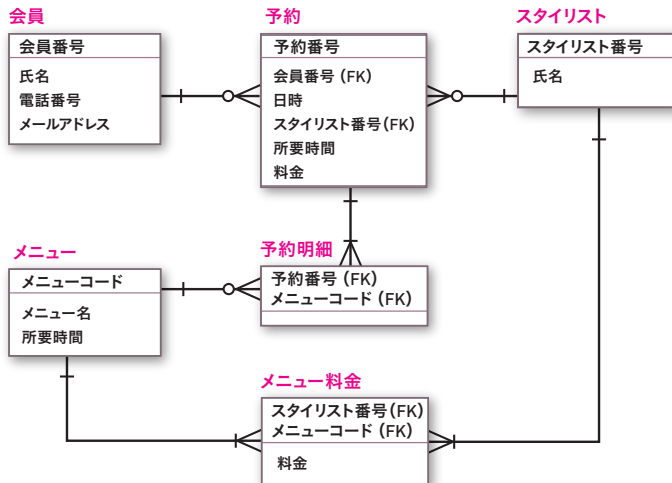 会員
会員番号
氏名
電話番号
メールアドレス
予約
予約番号
会員番号 (FK)
日時
スタイリスト番号(FK)
所要時間
料金
スタイリスト
スタイリスト番号
氏名
メニュー
メニューコード
メニュー名
所要時間
予約明細
予約番号 (FK)
メニューコード (FK)
メニュー料金
スタイリスト番号(FK)
メニューコード (FK)
料金